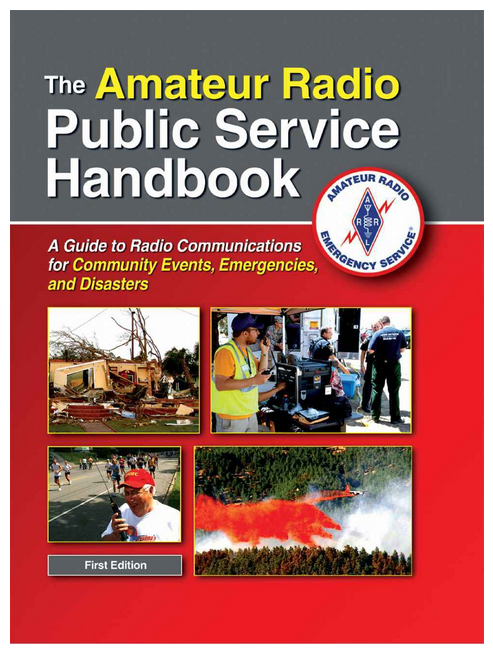 The Amateur Radio
Public Service
Handbook
AMATEUR RADIO
ARRL
EMERGENCY SERVICE®
A Guide to Radio Communications
for Community Events, Emergencies,
and Disasters
First Edition